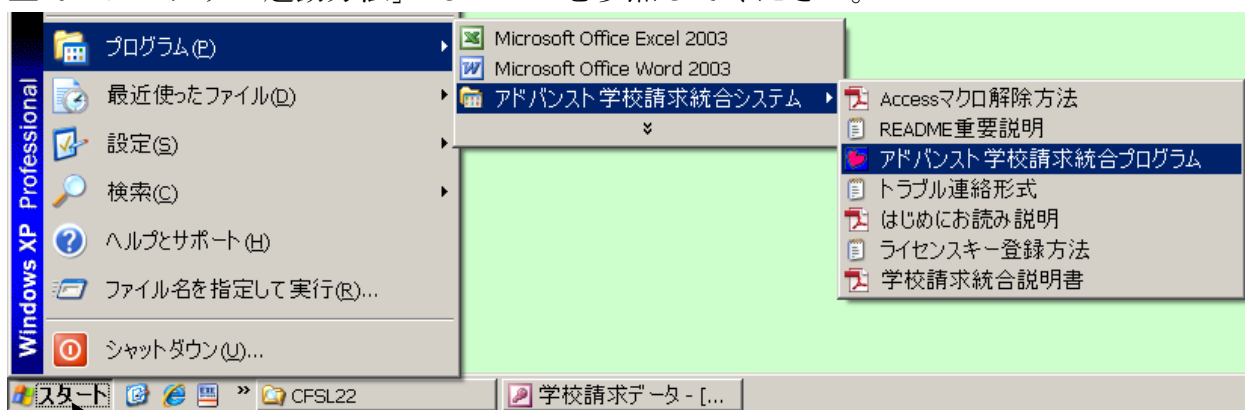 プログラム(P)
最近使ったファイル(D)
設定(S)
検索(C)
ヘルプとサポート(H)
ファイル名を指定して実行(R)...
シャットダウン(U)...
Windows XP Professional
Microsoft Office Excel 2003
Microsoft Office Word 2003
アドバンスト学校請求統合システム
Accessマクロ解除方法
README重要説明
アドバンスト学校請求統合プログラム
トラブル連絡形式
はじめにお読み説明
ライセンスキー登録方法
学校請求統合説明書
スタート
CFSL22
学校請求データ - [...